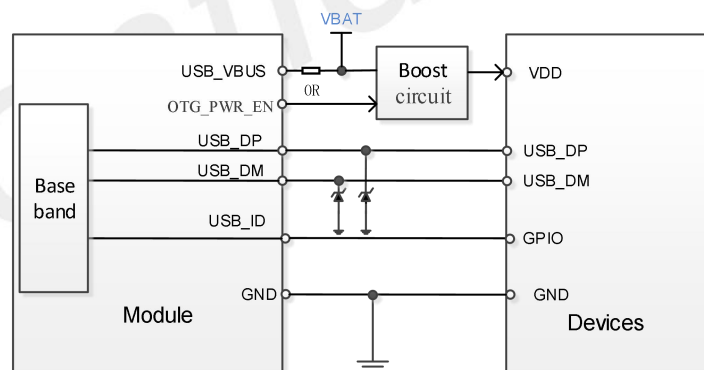 VBAT
USB_VBUS
0R
Boost
circuit
VDD
OTG_PWR_EN
USB_DP
USB_DP
USB_DM
USB_DM
Base
band
USB_ID
GPIO
GND
GND
Module
Devices